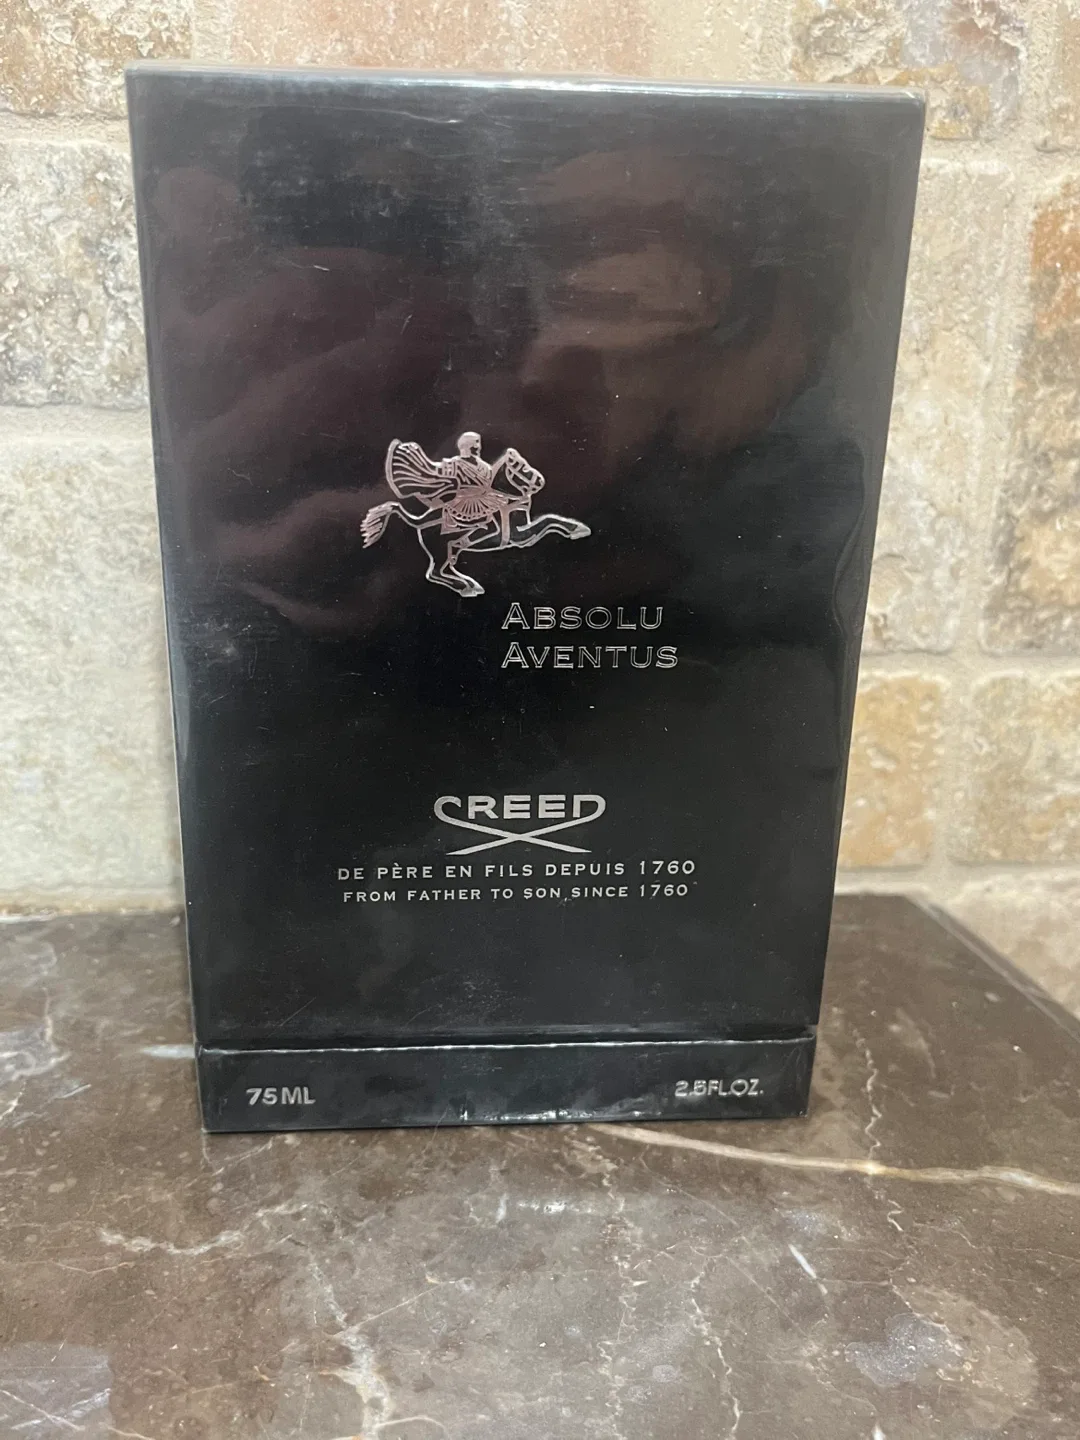 ABSOLU
AVENTUS
CREED
DE PÈRE EN FILS DEPUIS 1760
FROM FATHER TO SON SINCE 1760
75ML
2.5FLOZ.